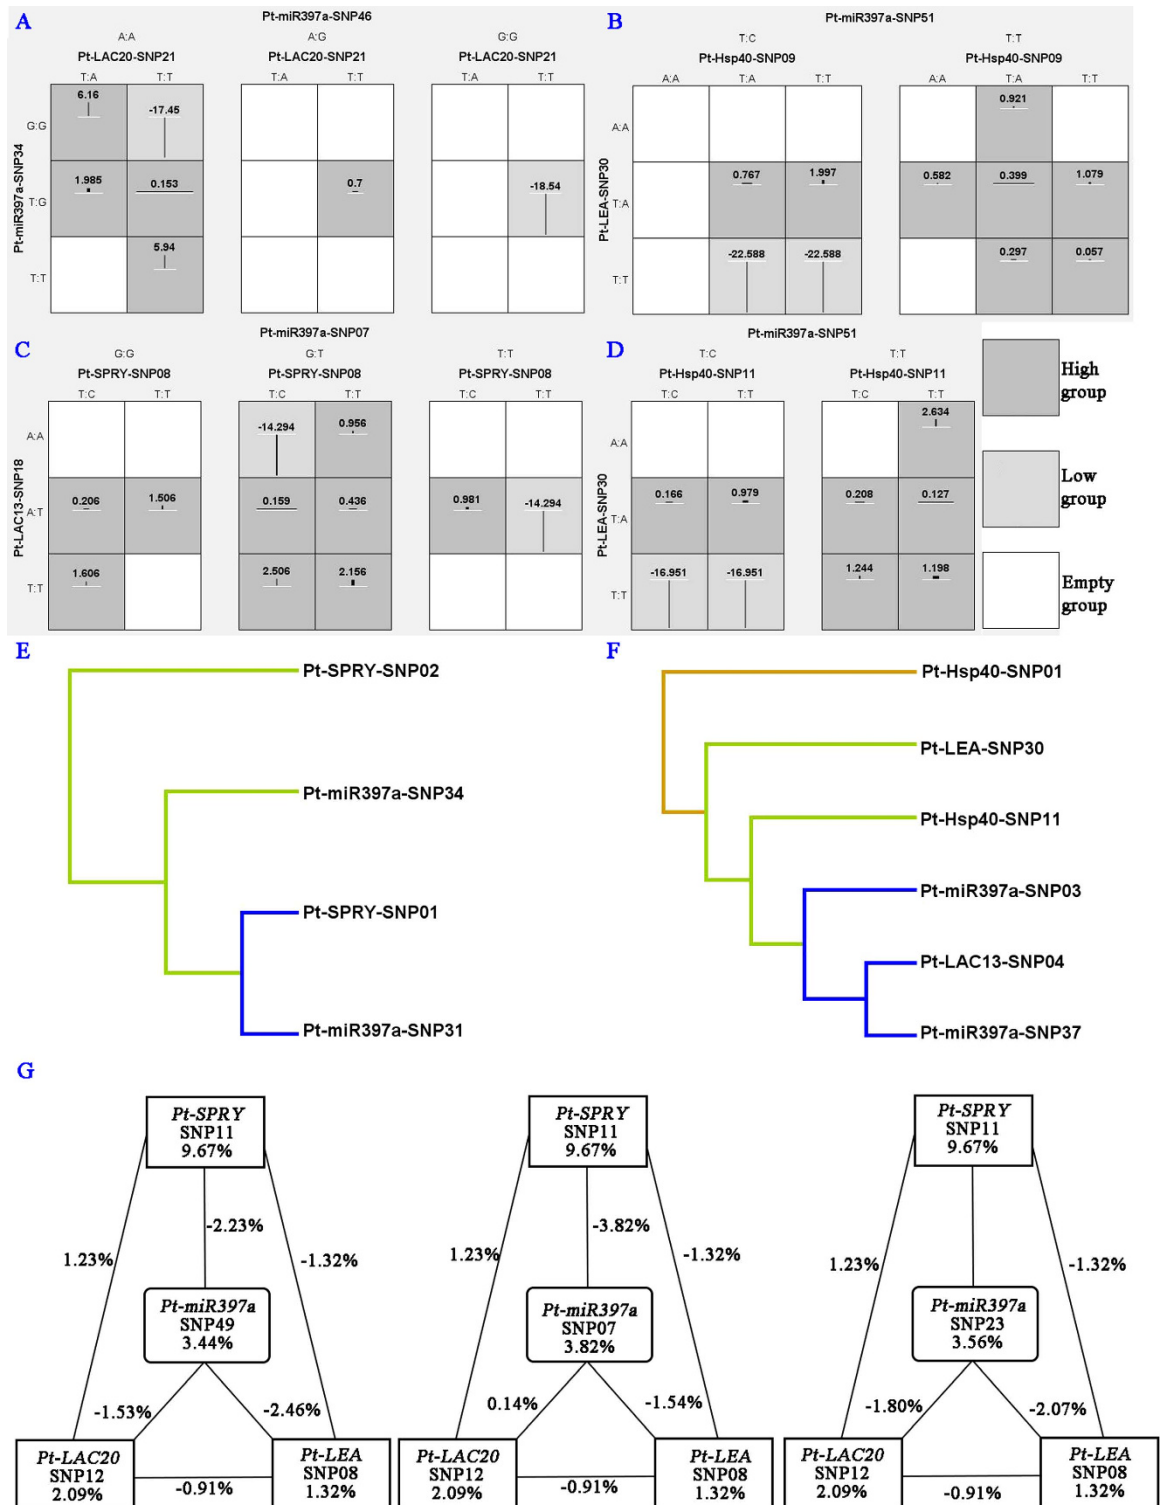 A
Pt-miR397a-SNP46
A:A
A:G
G:G
Pt-LAC20-SNP21
Pt-LAC20-SNP21
Pt-LAC20-SNP21
T:A
T:T
T:A
T:T
T:A
T:T
Pt-miR397a-SNP34
G:G
6.16
-17.45
T:G
1.985
0.153
0.7
-18.54
T:T
5.94
B
Pt-miR397a-SNP51
T:C
T:T
Pt-Hsp40-SNP09
Pt-Hsp40-SNP09
A:A
T:A
T:T
A:A
T:A
T:T
Pt-LEA-SNP30
A:A
0.921
T:A
0.767
1.997
0.582
0.399
1.079
T:T
-22.588
-22.588
0.297
0.057
C
Pt-miR397a-SNP07
G:G
G:T
T:T
Pt-SPRY-SNP08
Pt-SPRY-SNP08
Pt-SPRY-SNP08
T:C
T:T
T:C
T:T
T:C
T:T
Pt-LAC13-SNP18
A:A
-14.294
0.956
A:T
0.206
1.506
0.159
0.436
0.981
-14.294
T:T
1.606
2.506
2.156
D
Pt-miR397a-SNP51
T:C
T:T
Pt-Hsp40-SNP11
Pt-Hsp40-SNP11
T:C
T:T
T:C
T:T
Pt-LEA-SNP30
A:A
2.634
T:A
0.166
0.979
0.208
0.127
T:T
-16.951
-16.951
1.244
1.198
High
group
Low
group
Empty
group
E
Pt-SPRY-SNP02
Pt-miR397a-SNP34
Pt-SPRY-SNP01
Pt-miR397a-SNP31
F
Pt-Hsp40-SNP01
Pt-LEA-SNP30
Pt-Hsp40-SNP11
Pt-miR397a-SNP03
Pt-LAC13-SNP04
Pt-miR397a-SNP37
G
Pt-SPRY
SNP11
9.67%
-2.23%
1.23%
-1.32%
Pt-miR397a
SNP49
3.44%
-1.53%
-2.46%
Pt-LAC20
SNP12
2.09%
-0.91%
Pt-LEA
SNP08
1.32%
Pt-SPRY
SNP11
9.67%
-3.82%
1.23%
-1.32%
Pt-miR397a
SNP07
3.82%
0.14%
-1.54%
Pt-LAC20
SNP12
2.09%
-0.91%
Pt-LEA
SNP08
1.32%
Pt-SPRY
SNP11
9.67%
1.23%
-1.32%
Pt-miR397a
SNP23
3.56%
-1.80%
-2.07%
Pt-LAC20
SNP12
2.09%
-0.91%
Pt-LEA
SNP08
1.32%